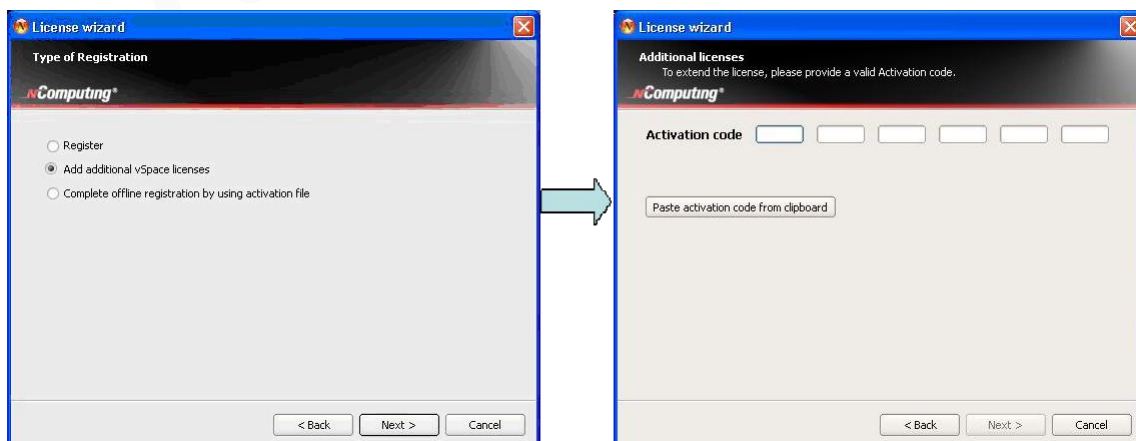 License wizard
Type of Registration
NComputing®
Register
Add additional vSpace licenses
Complete offline registration by using activation file
< Back
Next >
Cancel
License wizard
Additional licenses
To extend the license, please provide a valid Activation code.
NComputing®
Activation code
Paste activation code from clipboard
< Back
Next >
Cancel